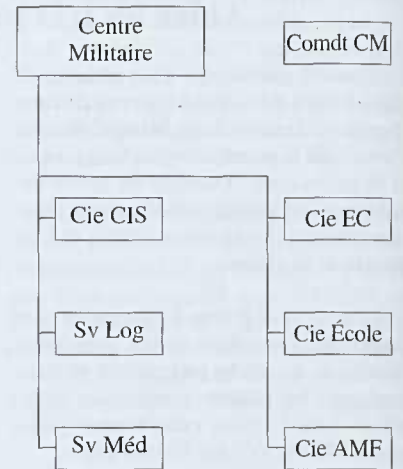 Centre
Militaire
Comdt CM
Cie CIS
Cie EC
Sv Log
Cie École
Sv Méd
Cie AMF